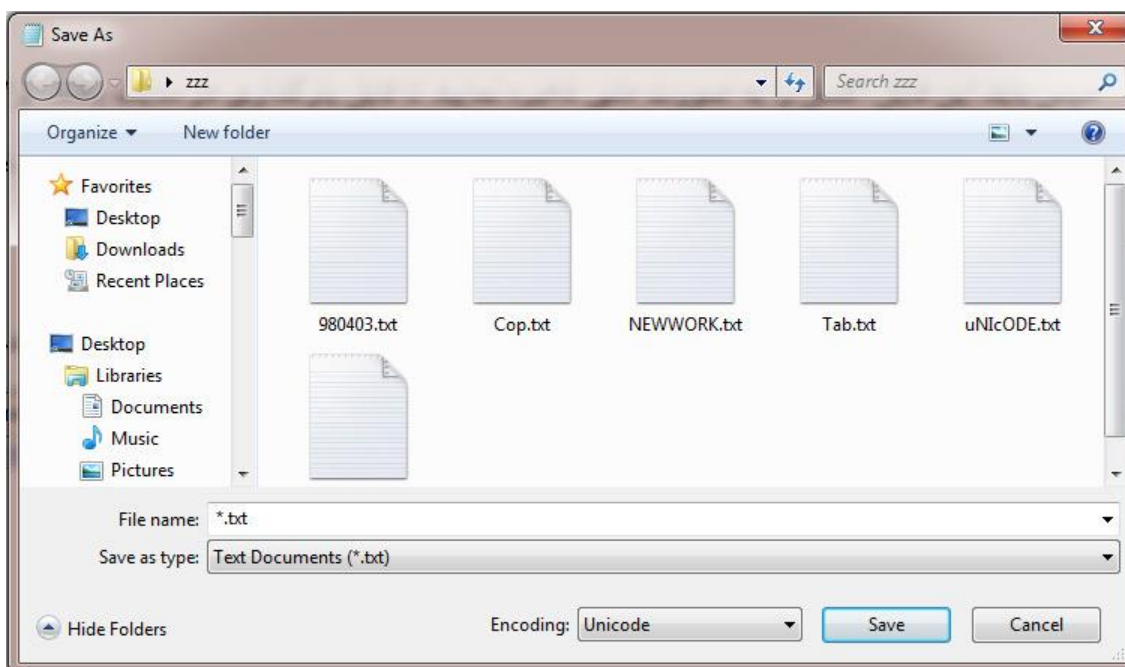 Save As
zzz
Search zzz
Organize
New folder
Favorites
Desktop
Downloads
Recent Places
Desktop
Libraries
Documents
Music
Pictures
980403.txt
Cop.txt
NEWWORK.txt
Tab.txt
uNIcODE.txt
File name: *.txt
Save as type: Text Documents (*.txt)
Hide Folders
Encoding: Unicode
Save
Cancel